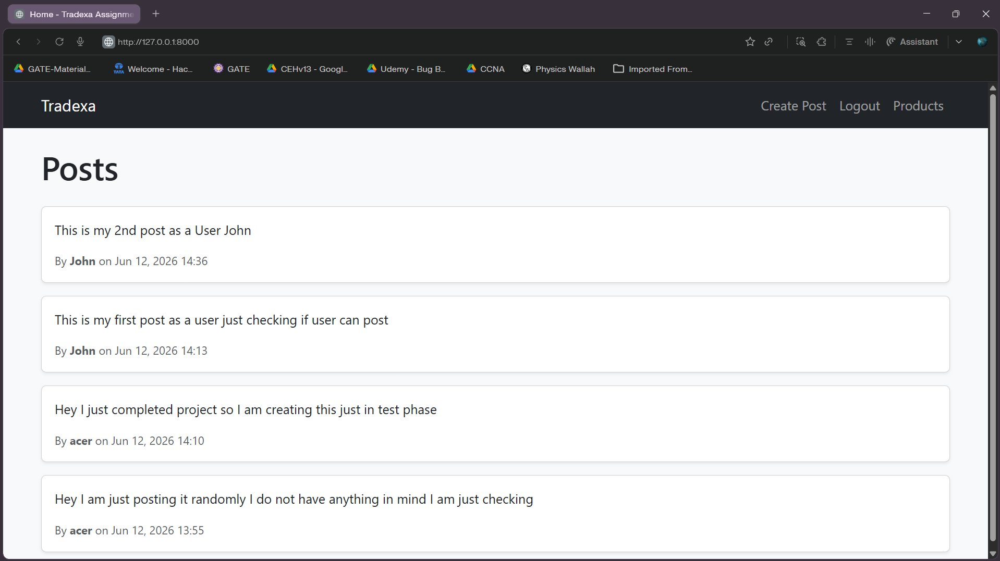 Home - Tradexa Assignme
http://127.0.0.1:8000
Assistant
GATE-Material...
TATA
Welcome - Hac...
GATE
CEHv13 - Googl...
Udemy - Bug B...
CCNA
Physics Wallah
Imported From...
Tradexa
Create Post
Logout
Products
Posts
This is my 2nd post as a User John
By John on Jun 12, 2026 14:36
This is my first post as a user just checking if user can post
By John on Jun 12, 2026 14:13
Hey I just completed project so I am creating this just in test phase
By acer on Jun 12, 2026 14:10
Hey I am just posting it randomly I do not have anything in mind I am just checking
By acer on Jun 12, 2026 13:55